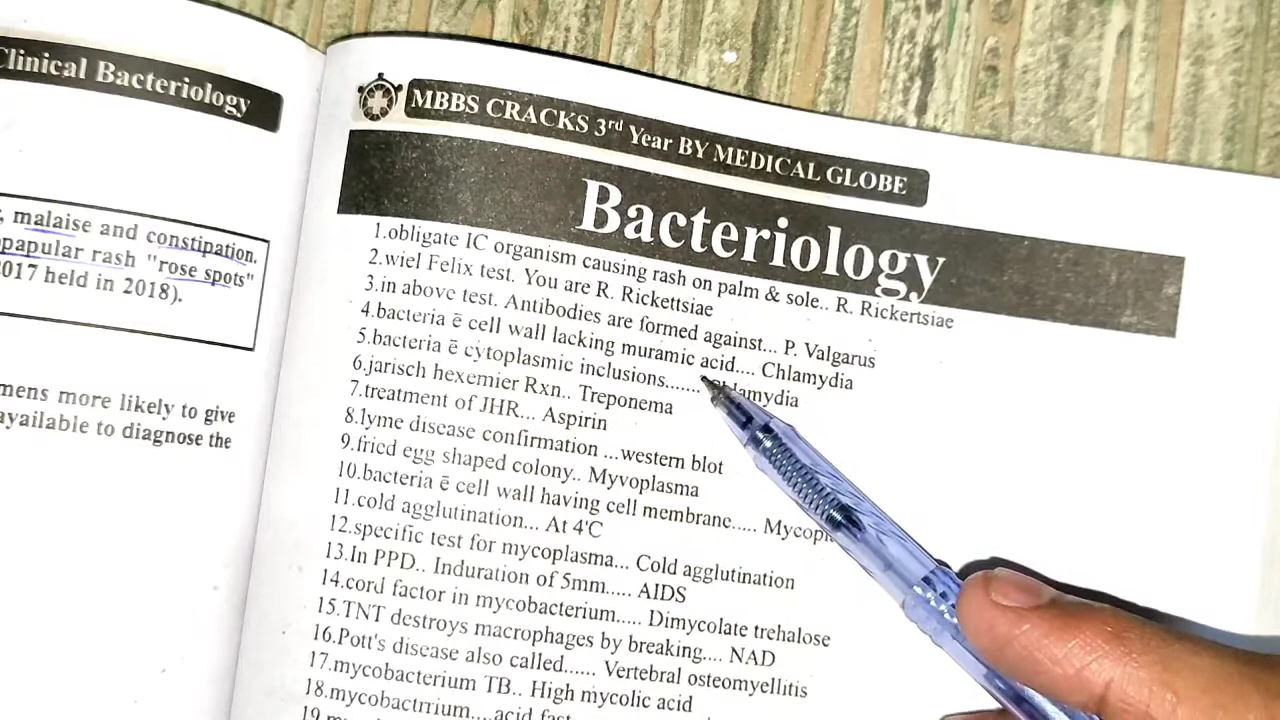 Clinical Bacteriology
malaise and constipation.
papular rash "rose spots"
2017 held in 2018).
mens more likely to give
available to diagnose the
MBBS CRACKS 3rd Year BY MEDICAL GLOBE
Bacteriology
1.obligate IC organism causing rash on palm & sole.. R. Rickertsiae
2.wiel Felix test. You are R. Rickettsiae
3.in above test. Antibodies are formed against... P. Valgarus
4.bacteria ē cell wall lacking muramic acid.... Chlamydia
5.bacteria ē cytoplasmic inclusions....... Chlamydia
6.jarisch hexemier Rxn.. Treponema
7.treatment of JHR... Aspirin
8.lyme disease confirmation ...western blot
9.fried egg shaped colony.. Myvoplasma
10.bacteria ē cell wall having cell membrane.....
11.cold agglutination... At 4'C
12.specific test for mycoplasma... Cold agglutination
13.In PPD.. Induration of 5mm..... AIDS
14.cord factor in mycobacterium..... Dimycolate trehalose
15.TNT destroys macrophages by breaking.... NAD
16.Pott's disease also called...... Vertebral osteomyellitis
17.mycobacterium TB.. High mycolic acid
18.mycobactrrium....acid fast
19.